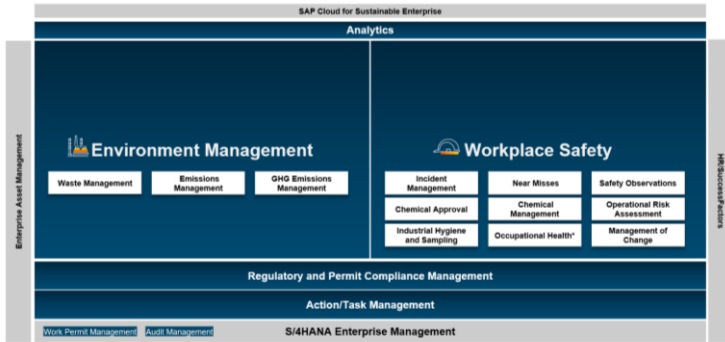 SAP Cloud for Sustainable Enterprise
Analytics
Enterprise Asset Management
Environment Management
Waste Management
Emissions
Management
GHG Emissions
Management
Workplace Safety
Incident
Management
Near Misses
Safety Observations
Chemical Approval
Chemical
Management
Operational Risk
Assessment
Industrial Hygiene
and Sampling
Occupational Health*
Management of
Change
HR/SuccessFactors
Regulatory and Permit Compliance Management
Action/Task Management
Work Permit Management
Audit Management
S/4HANA Enterprise Management